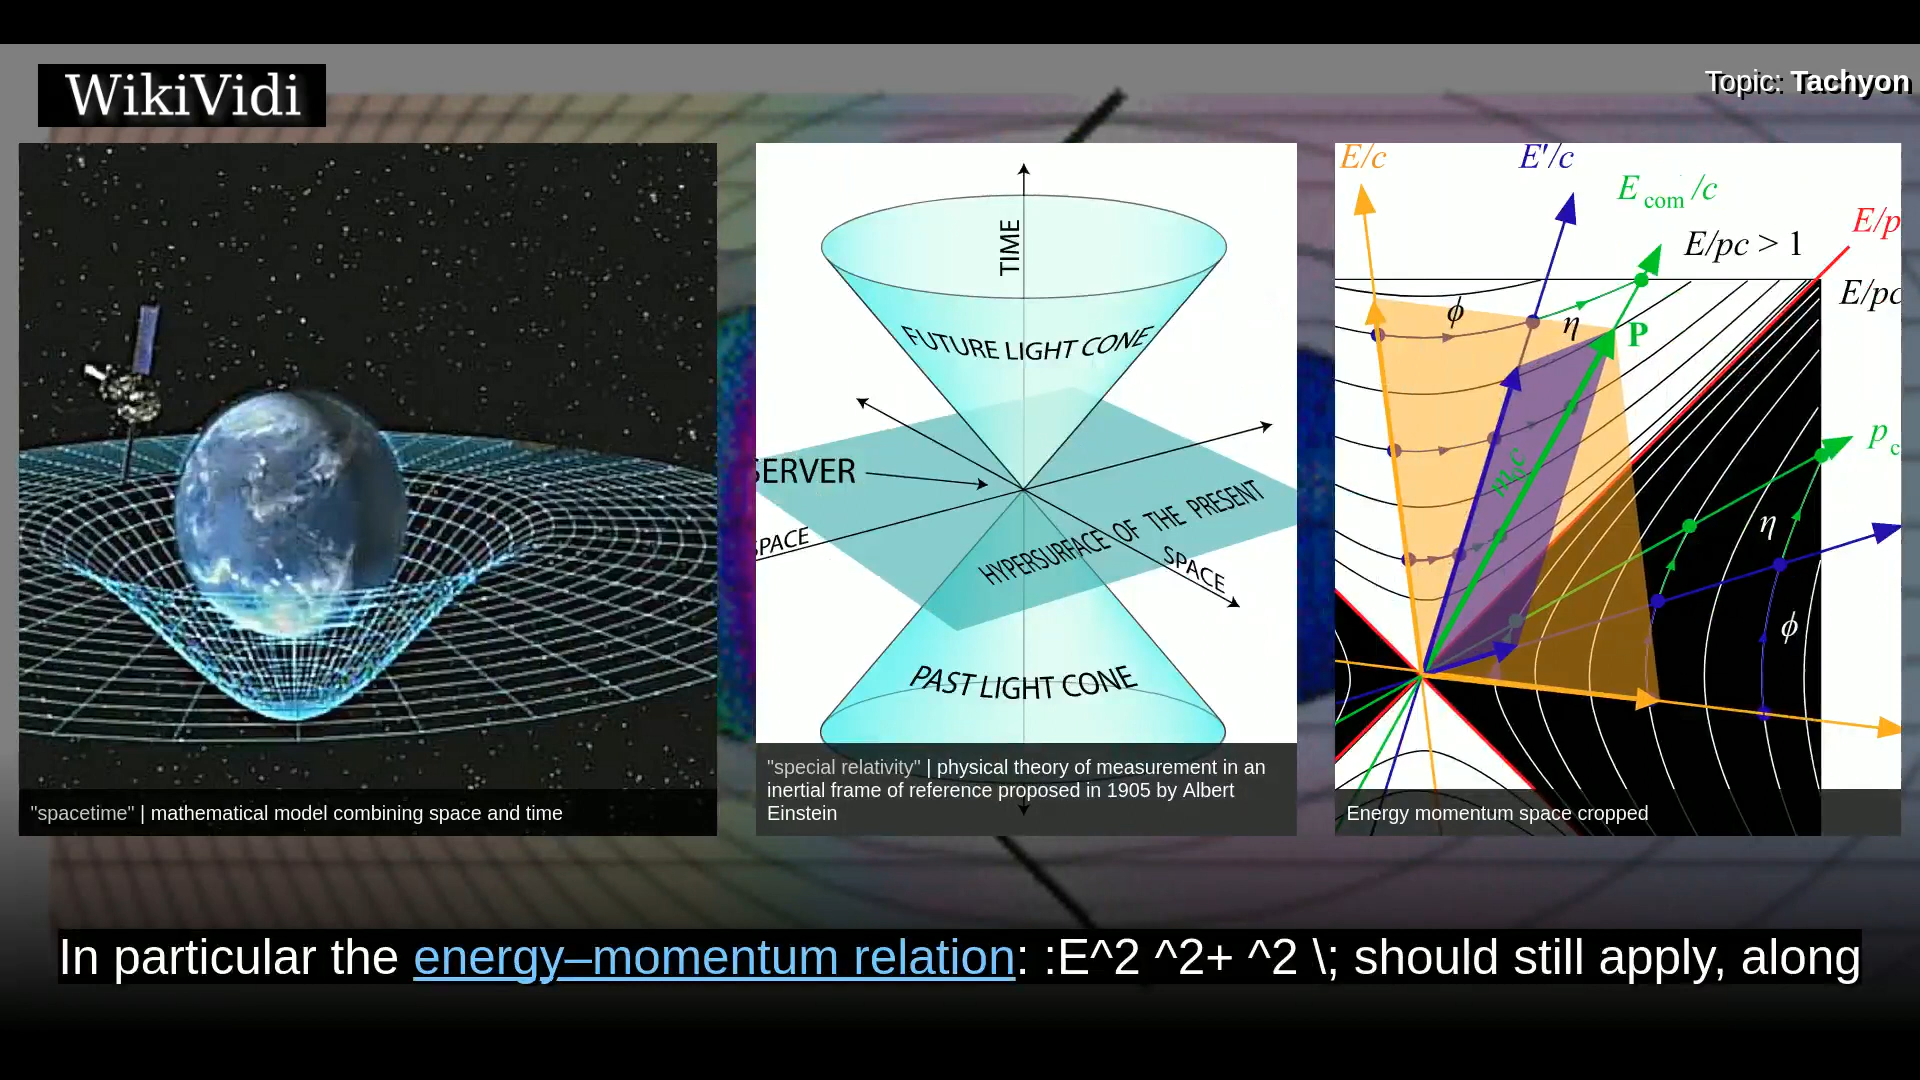 WikiVidi
Topic: Tachyon
"spacetime" | mathematical model combining space and time
TIME
FUTURE LIGHT CONE
SERVER
SPACE
HYPERSURFACE OF THE PRESENT
SPACE
PAST LIGHT CONE
"special relativity" | physical theory of measurement in an
inertial frame of reference proposed in 1905 by Albert
Einstein
E/c
E′/c
E com /c
E/p
E/pc > 1
E/pc
ϕ
η
P
m₀c
p c
η
ϕ
Energy momentum space cropped
In particular the energy–momentum relation: :E^2 ^2+ ^2 \; should still apply, along